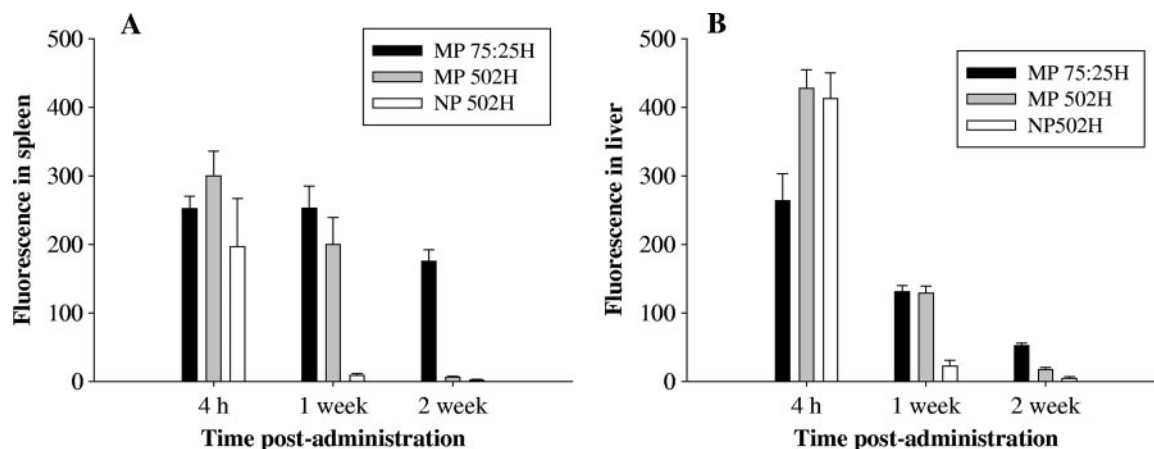 A
MP 75:25H
MP 502H
NP 502H
Fluorescence in spleen
500
400
300
200
100
0
4 h
1 week
2 week
Time post-administration
B
MP 75:25H
MP 502H
NP502H
Fluorescence in liver
500
400
300
200
100
0
4 h
1 week
2 week
Time post-administration